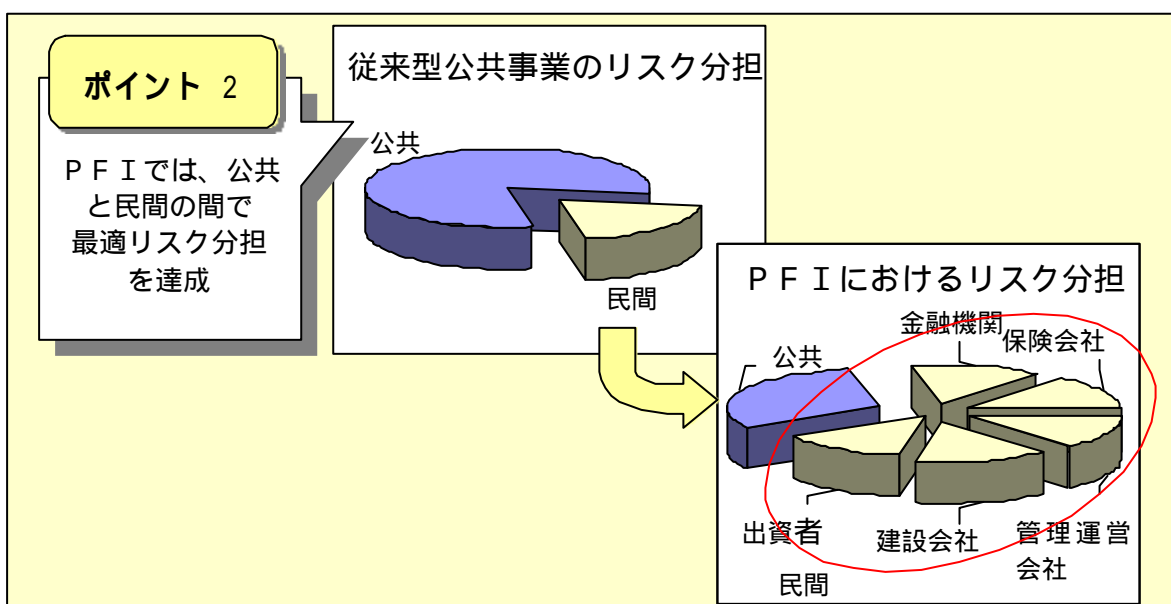 ポイント 2
ＰＦＩでは、公共
と民間の間で
最適リスク分担
を達成
従来型公共事業のリスク分担
公共
民間
ＰＦＩにおけるリスク分担
金融機関
保険会社
公共
出資者
建設会社
管理運営
会社
民間